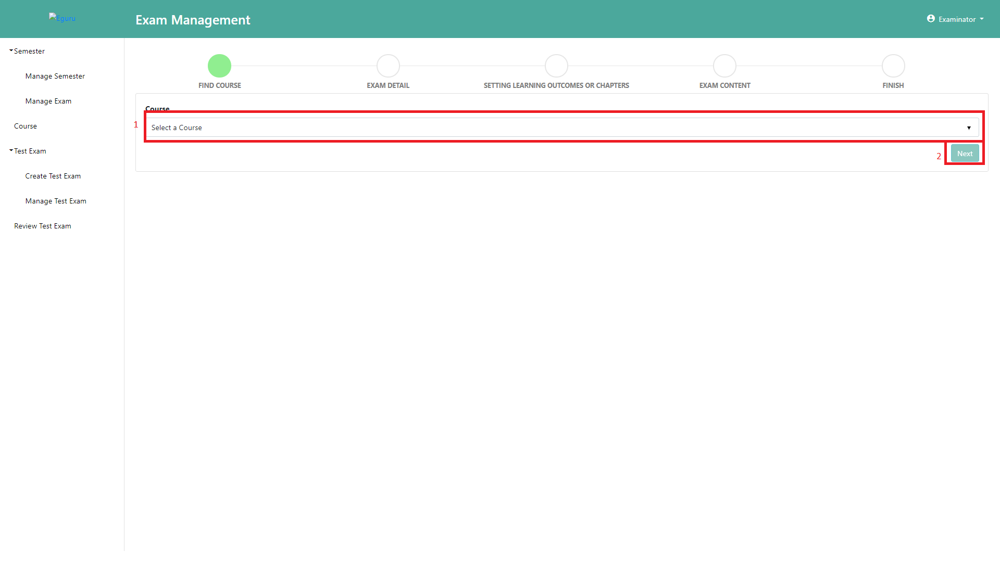 Eguru
Exam Management
Examinator
Semester
Manage Semester
Manage Exam
Course
Test Exam
Create Test Exam
Manage Test Exam
Review Test Exam
FIND COURSE
EXAM DETAIL
SETTING LEARNING OUTCOMES OR CHAPTERS
EXAM CONTENT
FINISH
Course
1
Select a Course
2
Next